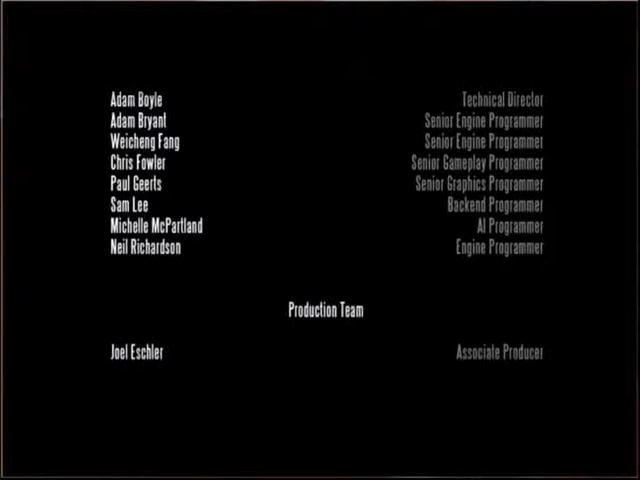 Adam Boyle Technical Director
Adam Bryant Senior Engine Programmer
Weicheng Fang Senior Engine Programmer
Chris Fowler Senior Gameplay Programmer
Paul Geerts Senior Graphics Programmer
Sam Lee Backend Programmer
Michelle McPartland AI Programmer
Neil Richardson Engine Programmer
Production Team
Joel Eschler Associate Producer